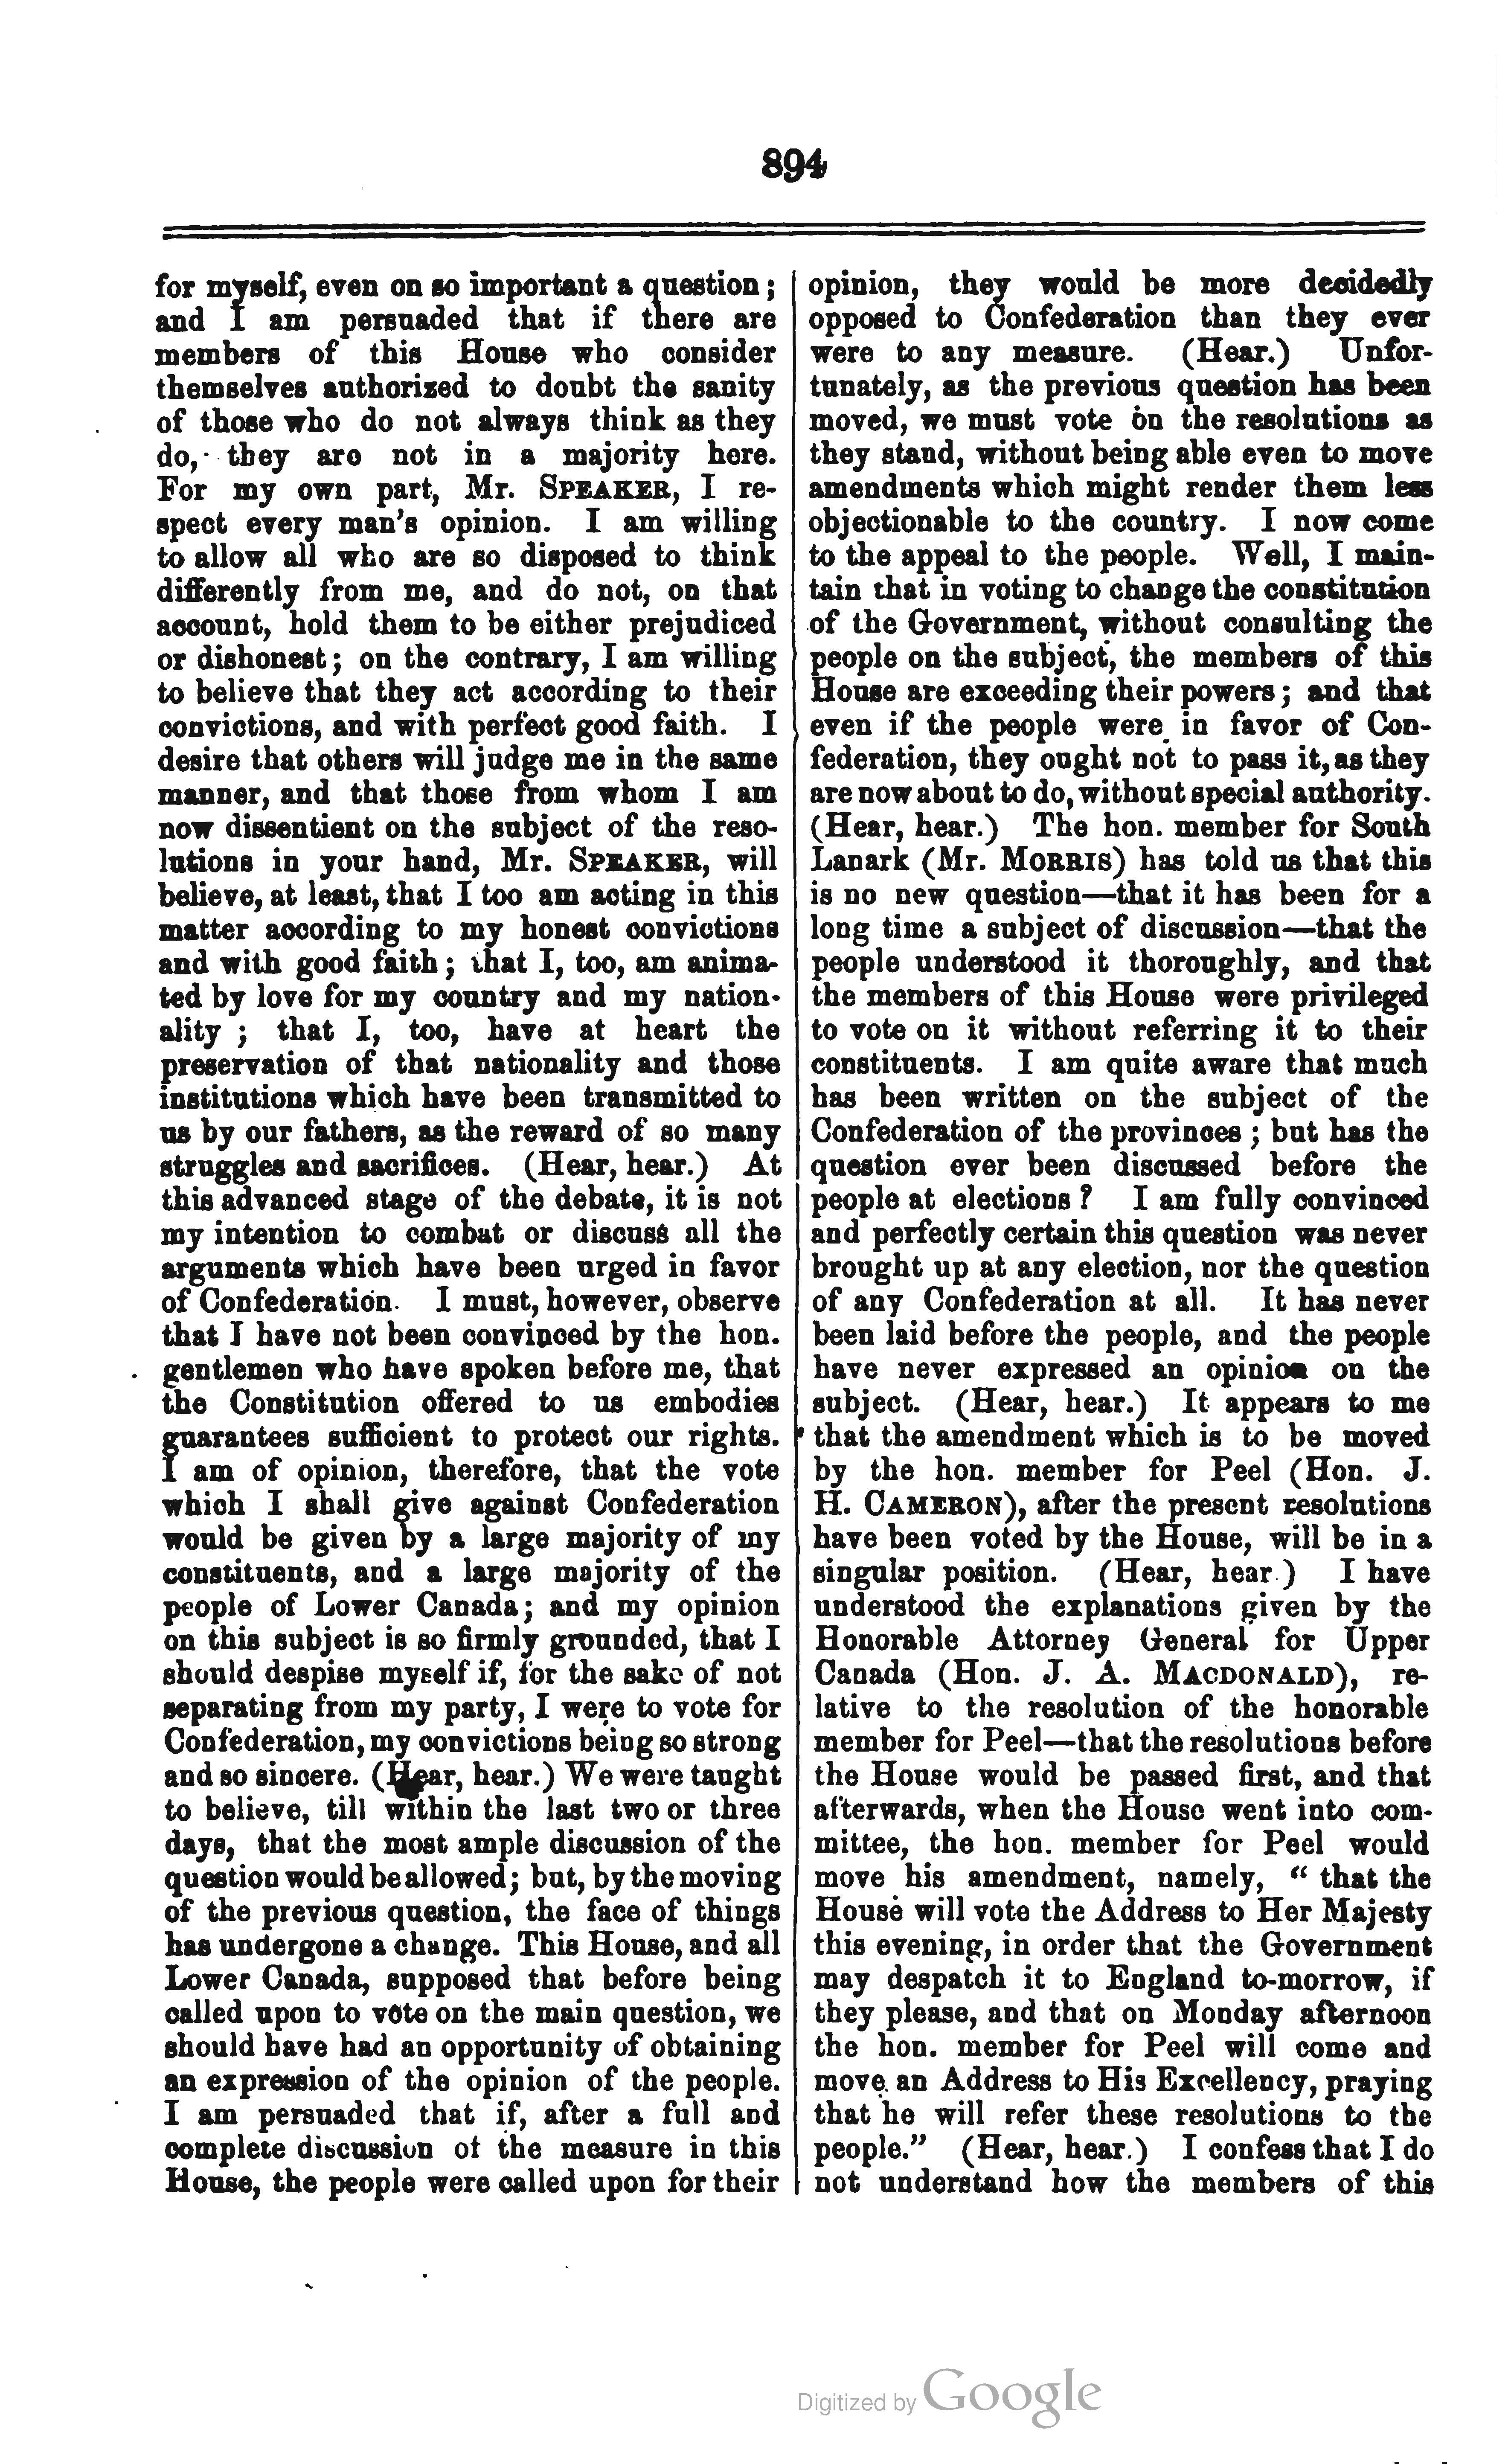 894
for myself, even on so important a question;
and I am persuaded that if there are
members of this House who consider
themselves authorized to doubt the sanity
of those who do not always think as they
do, they are not in a majority here.
For my own part, Mr. SPEAKER, I re-
spect every man's opinion. I am willing
to allow all who are so disposed to think
differently from me, and do not, on that
account, hold them to be either prejudiced
or dishonest; on the contrary, I am willing
to believe that they act according to their
convictions, and with perfect good faith. I
desire that others will judge me in the same
manner, and that those from whom I am
now dissentient on the subject of the reso-
lutions in your hand, Mr. SPEAKER, will
believe, at least, that I too am acting in this
matter according to my honest convictions
and with good faith; that I, too, am anima-
ted by love for my country and my nation-
ality ; that I, too, have at heart the
preservation of that nationality and those
institutions which have been transmitted to
us by our fathers, as the reward of so many
struggles and sacrifices. (Hear, hear.) At
this advanced stage of the debate, it is not
my intention to combat or discuss all the
arguments which have been urged in favor
of Confederation. I must, however, observe
that I have not been convinced by the hon.
gentlemen who have spoken before me, that
the Constitution offered to us embodies
guarantees sufficient to protect our rights.
I am of opinion, therefore, that the vote
which I shall give against Confederation
would be given by a large majority of my
constituents, and a large majority of the
people of Lower Canada; and my opinion
on this subject is so firmly grounded, that I
should despise myself if, for the sake of not
separating from my party, I were to vote for
Confederation, my convictions being so strong
and so sincere. (Hear, hear.) We were taught
to believe, till within the last two or three
days, that the most ample discussion of the
question would be allowed; but, by the moving
of the previous question, the face of things
has undergone a change. This House, and all
Lower Canada, supposed that before being
called upon to vote on the main question, we
should have had an opportunity of obtaining
an expression of the opinion of the people.
I am persuaded that if, after a full and
complete discussion of the measure in this
House, the people were called upon for their
opinion, they would be more decidedly
opposed to Confederation than they ever
were to any measure. (Hear.) Unfor-
tunately, as the previous question has been
moved, we must vote on the resolutions as
they stand, without being able even to move
amendments which might render them less
objectionable to the country. I now come
to the appeal to the people. Well, I main-
tain that in voting to change the constitution
of the Government, without consulting the
people on the subject, the members of this
House are exceeding their powers; and that
even if the people were in favor of Con-
federation, they ought not to pass it, as they
are now about to do, without special authority.
(Hear, hear.) The hon. member for South
Lanark (Mr. MORRIS) has told us that this
is no new question—that it has been for a
long time a subject of discussion—that the
people understood it thoroughly, and that
the members of this House were privileged
to vote on it without referring it to their
constituents. I am quite aware that much
has been written on the subject of the
Confederation of the provinces ; but has the
question ever been discussed before the
people at elections? I am fully convinced
and perfectly certain this question was never
brought up at any election, nor the question
of any Confederation at all. It has never
been laid before the people, and the people
have never expressed an opinion on the
subject. (Hear, hear.) It appears to me
that the amendment which is to be moved
by the hon. member for Peel (Hon. J.
H. CAMERON), after the present resolutions
have been voted by the House, will be in a
singular position. (Hear, hear.) I have
understood the explanations given by the
Honorable Attorney General for Upper
Canada (Hon. J. A. MACDONALD), re-
lative to the resolution of the honorable
member for Peel—that the resolutions before
the House would be passed first, and that
afterwards, when the House went into com-
mittee, the hon. member for Peel would
move his amendment, namely, “ that the
House will vote the Address to Her Majesty
this evening, in order that the Government
may despatch it to England to-morrow, if
they please, and that on Monday afternoon
the hon. member for Peel will come and
move an Address to His Excellency, praying
that he will refer these resolutions to the
people.” (Hear, hear.) I confess that I do
not understand how the members of this
Digitized by Google